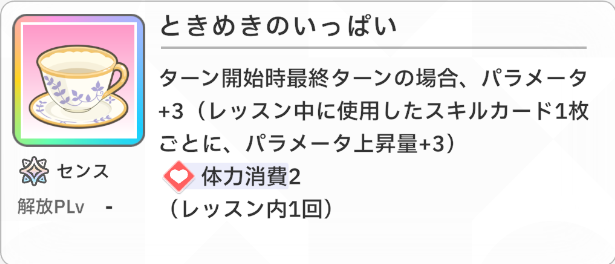 ときめきのいっぱい
ターン開始時最終ターンの場合、パラメータ
+3（レッスン中に使用したスキルカード1枚
ごとに、パラメータ上昇量+3）
体力消費2
（レッスン内1回）
センス
解放PLv -